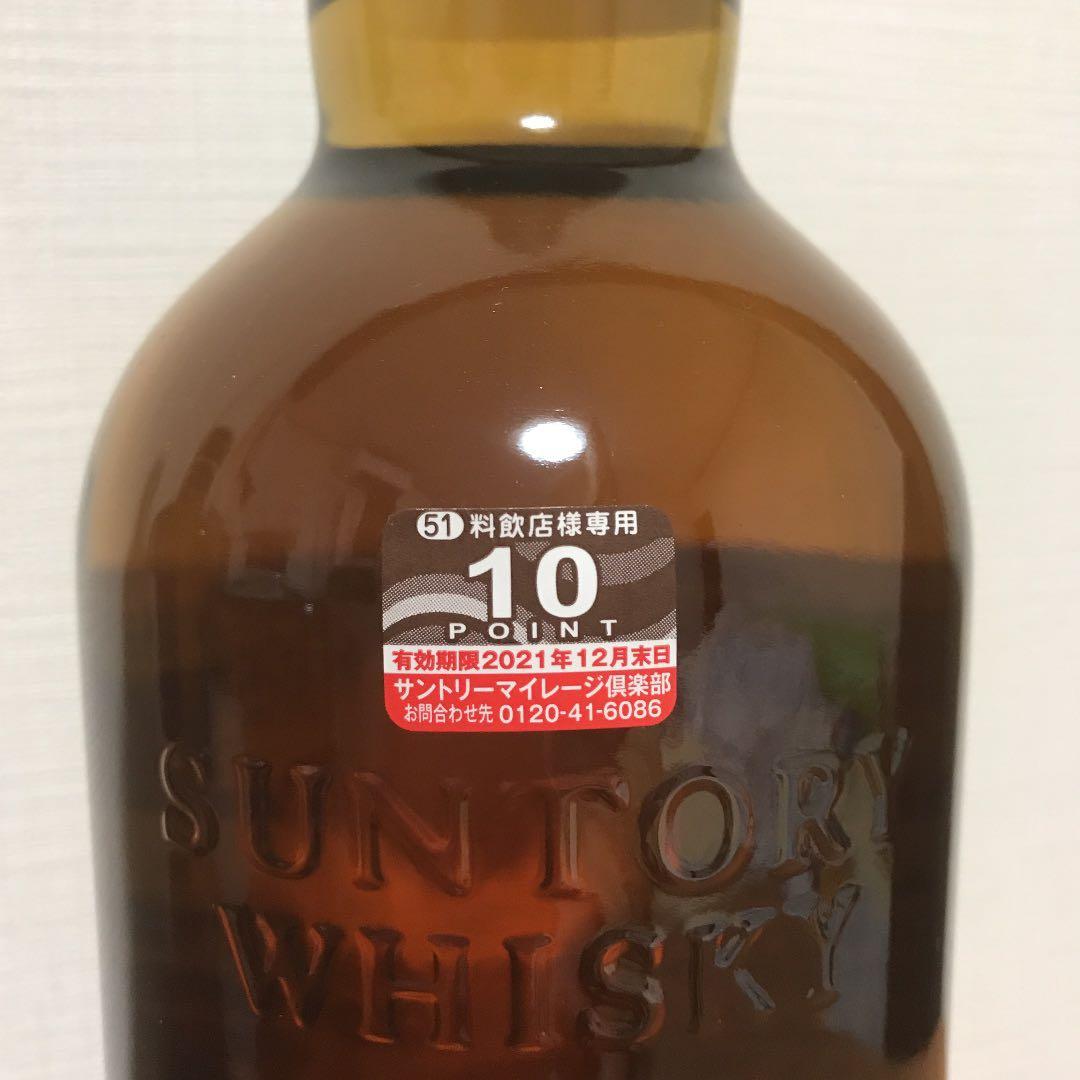 51 料飲店様専用
10
POINT
有効期限2021年12月末日
サントリーマイレージ倶楽部
お問合わせ先 0120-41-6086
SUNTORY
WHISKY